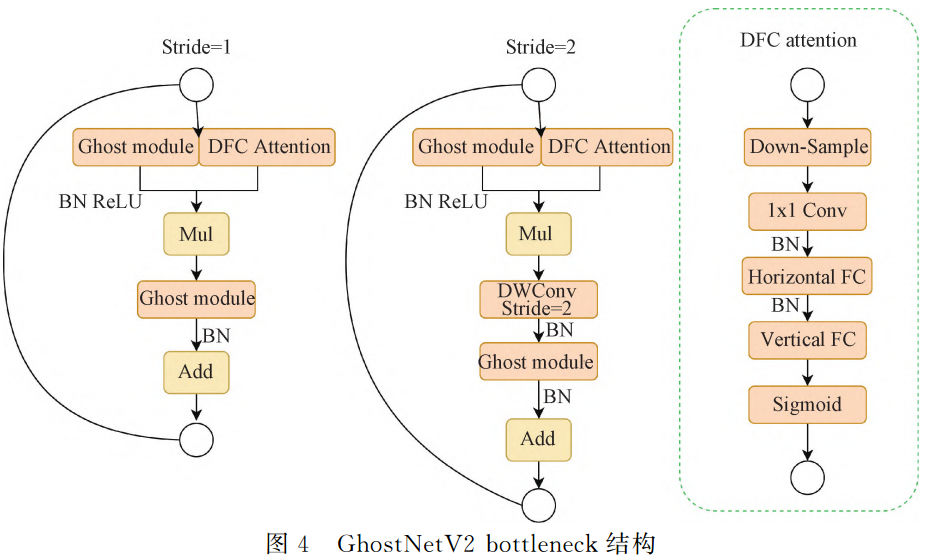 Stride=1
Ghost module
DFC Attention
BN ReLU
Mul
Ghost module
BN
Add
Stride=2
Ghost module
DFC Attention
BN ReLU
Mul
DWConv
Stride=2
BN
Ghost module
BN
Add
DFC attention
Down-Sample
1x1 Conv
BN
Horizontal FC
BN
Vertical FC
Sigmoid
图 4 GhostNetV2 bottleneck 结构